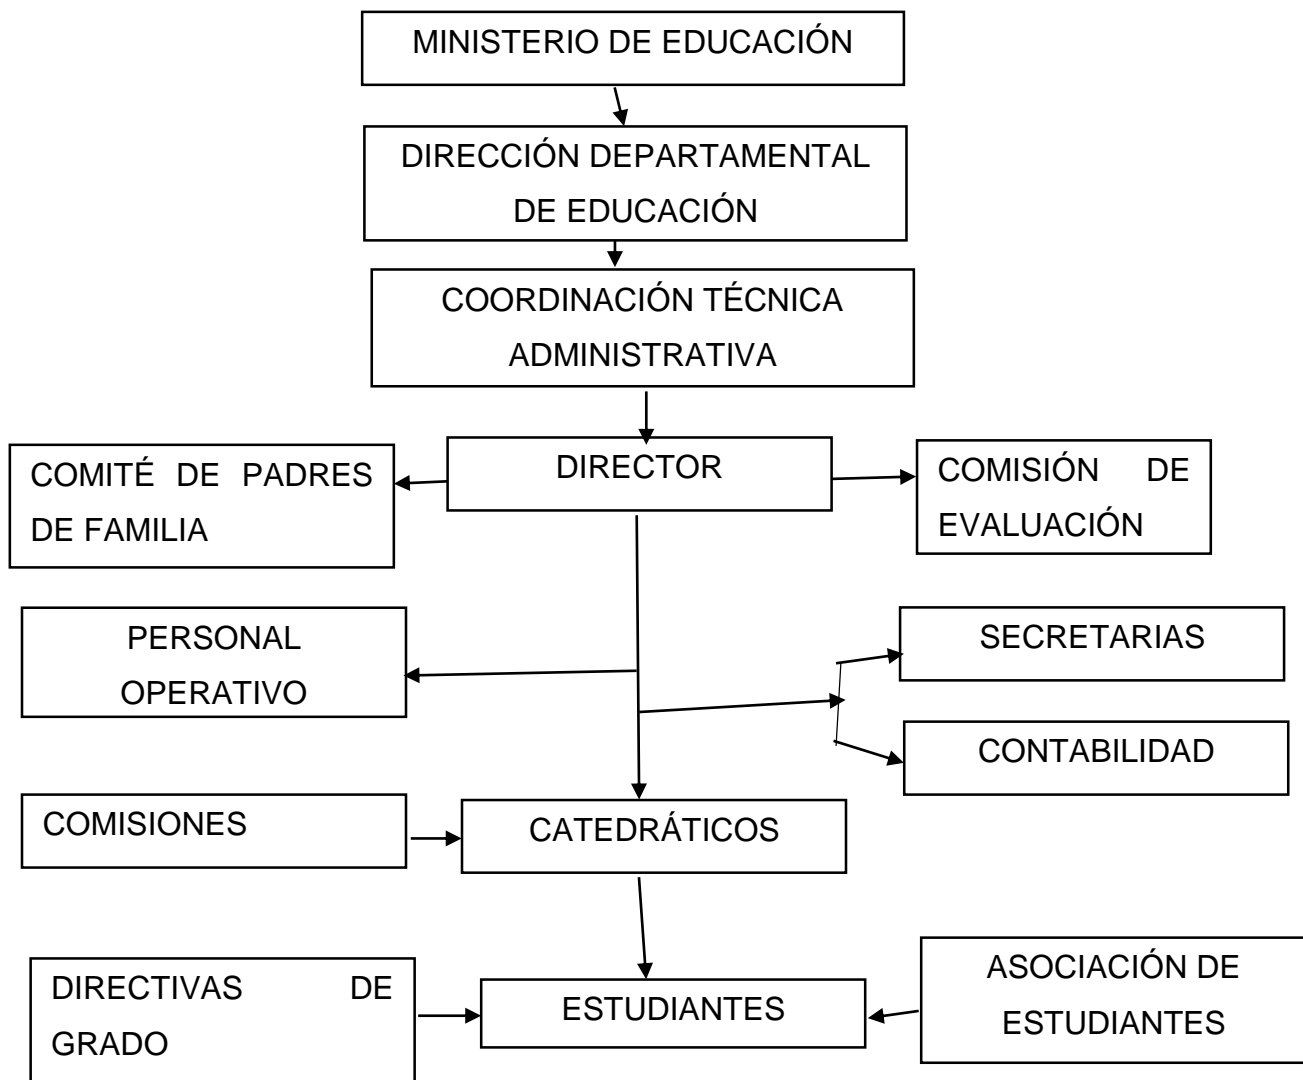 MINISTERIO DE EDUCACIÓN
DIRECCIÓN DEPARTAMENTAL
DE EDUCACIÓN
COORDINACIÓN TÉCNICA
ADMINISTRATIVA
COMITÉ DE PADRES
DE FAMILIA
DIRECTOR
COMISIÓN DE
EVALUACIÓN
PERSONAL
OPERATIVO
SECRETARIAS
CONTABILIDAD
COMISIONES
CATEDRÁTICOS
DIRECTIVAS DE
GRADO
ESTUDIANTES
ASOCIACIÓN DE
ESTUDIANTES